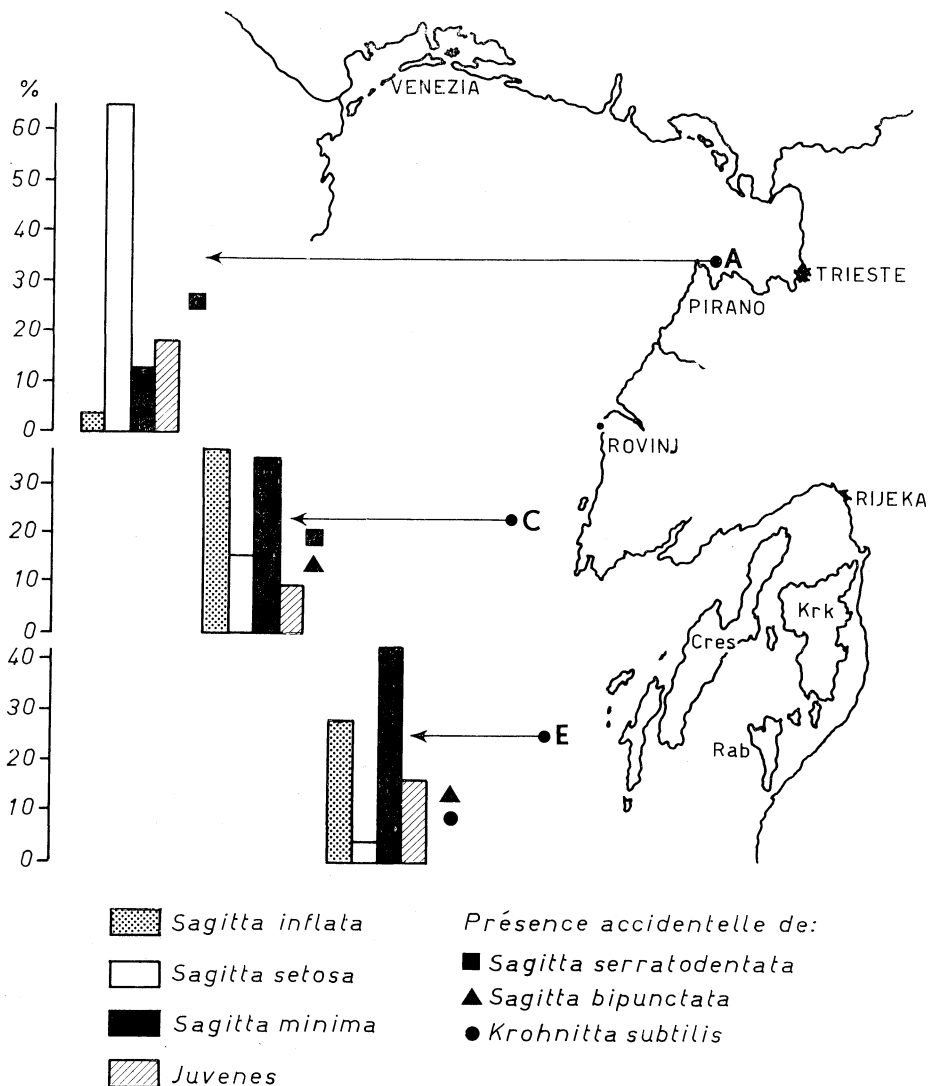 VENEZIA
%
60
50
40
30
20
10
0
A
TRIESTE
PIRANO
ROVINJ
30
20
10
0
C
RIJEKA
Krk
Cres
40
30
20
10
0
E
Rab
Sagitta inflata
Sagitta setosa
Sagitta minima
Juvenes
Présence accidentelle de:
Sagitta serratodentata
Sagitta bipunctata
Krohnitta subtilis